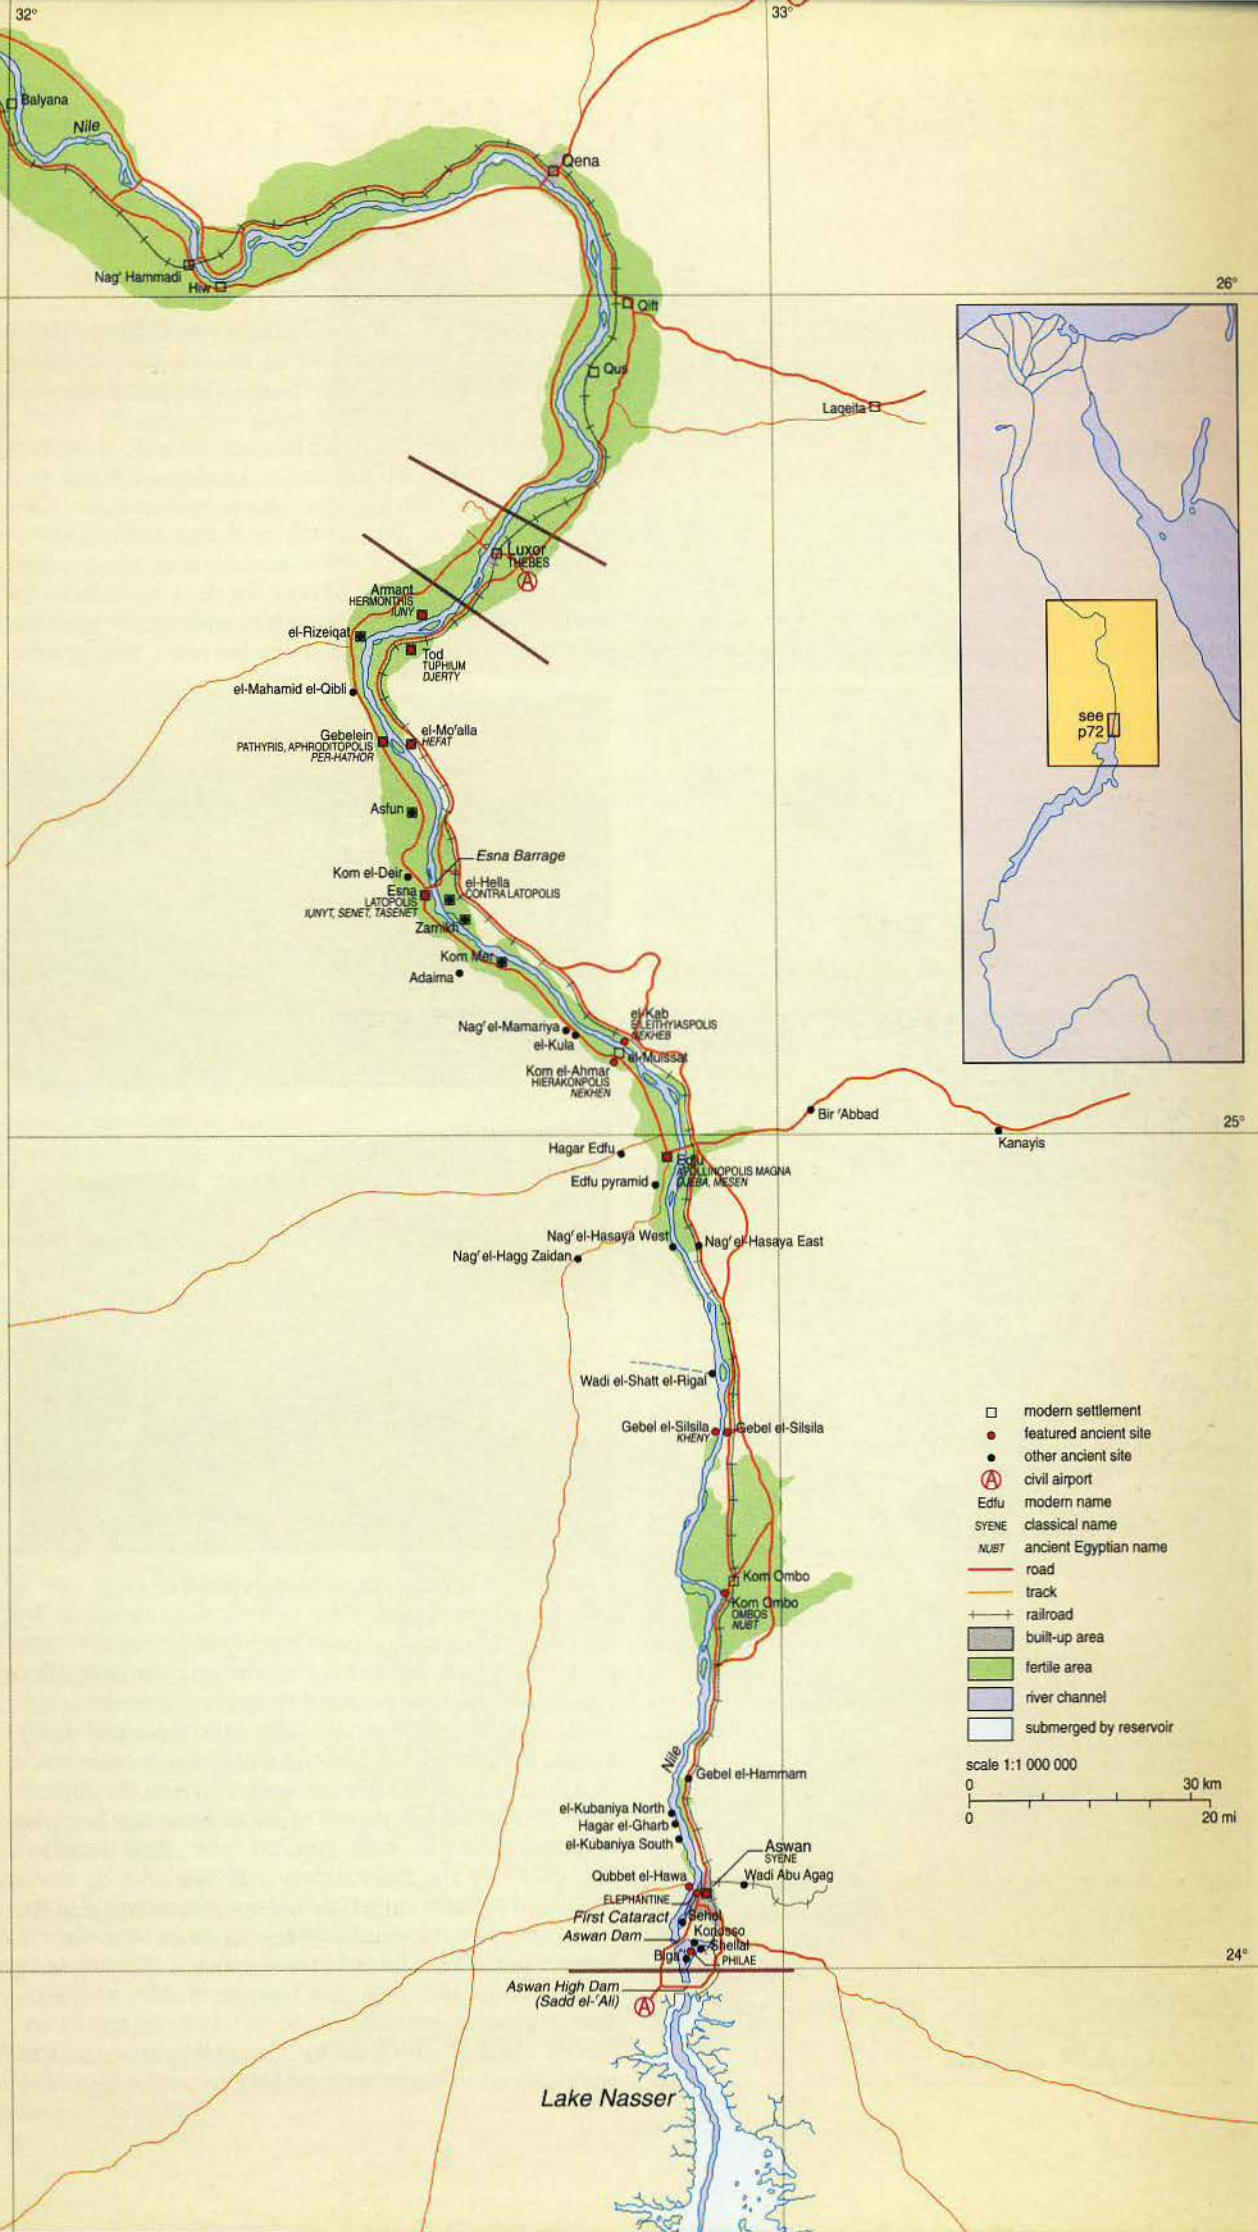 32°
33°
Balyana
Nile
Qena
Nag' Hammadi
Hiw
26°
Qift
Qus
Laqeita
Luxor
THEBES
A
Armant
HERMONTHIS
IUNY
el-Rizeiqat
Tod
TUPHIUM
DJERTY
el-Mahamid el-Qibli
Gebelein
PATHYRIS, APHRODITOPOLIS
PER-HATHOR
el-Mo'alla
HEFAT
see
p72
Asfun
Esna Barrage
Kom el-Deir
Esna
LATOPOLIS
IUNYT, SENET, TASENET
el-Hella
CONTRA LATOPOLIS
Zarnikh
Kom Mer
Adaima
el-Kab
EILEITHYIASPOLIS
NEKHEB
Nag' el-Mamariya
el-Kula
el-Muissat
Kom el-Ahmar
HIERAKONPOLIS
NEKHEN
Bir 'Abbad
25°
Kanayis
Hagar Edfu
Edfu
APOLLINOPOLIS MAGNA
DJEBA, MESEN
Edfu pyramid
Nag' el-Hasaya West
Nag' el-Hasaya East
Nag' el-Hagg Zaidan
Wadi el-Shatt el-Rigal
Gebel el-Silsila
KHENY
Gebel el-Silsila
modern settlement
featured ancient site
other ancient site
A civil airport
Edfu modern name
SYENE classical name
NUBT ancient Egyptian name
road
track
railroad
built-up area
fertile area
river channel
submerged by reservoir
scale 1:1 000 000
0 30 km
0 20 mi
Kom Ombo
Kom Ombo
OMBOS
NUBT
Nile
Gebel el-Hammam
el-Kubaniya North
Hagar el-Gharb
el-Kubaniya South
Aswan
SYENE
Qubbet el-Hawa
Wadi Abu Agag
ELEPHANTINE
First Cataract
Sehel
Aswan Dam
Konosso
Shellal
Biga
PHILAE
24°
Aswan High Dam
(Sadd el-'Ali)
A
Lake Nasser